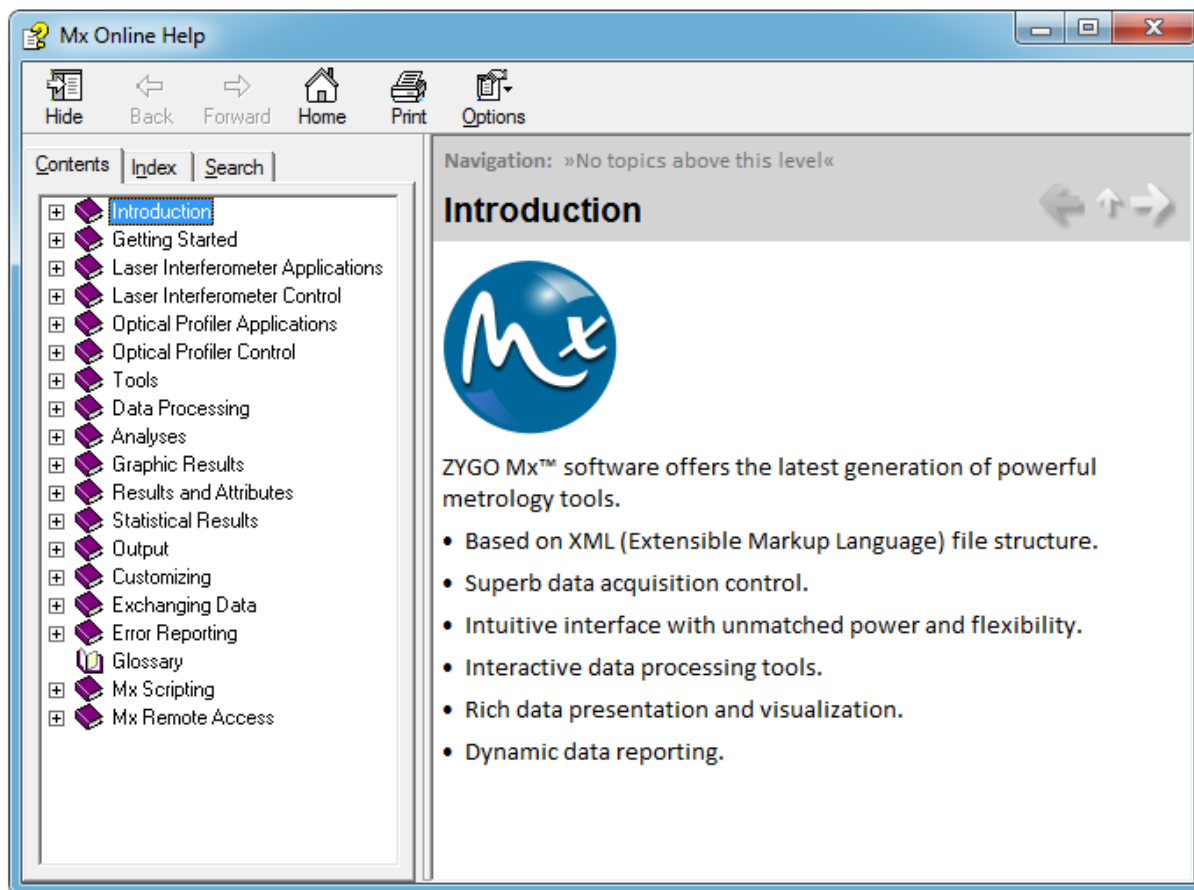 Mx Online Help
Hide
Back
Forward
Home
Print
Options
Contents
Index
Search
Introduction
Getting Started
Laser Interferometer Applications
Laser Interferometer Control
Optical Profiler Applications
Optical Profiler Control
Tools
Data Processing
Analyses
Graphic Results
Results and Attributes
Statistical Results
Output
Customizing
Exchanging Data
Error Reporting
Glossary
Mx Scripting
Mx Remote Access
Navigation: »No topics above this level«
Introduction
Mx
ZYGO Mx™ software offers the latest generation of powerful
metrology tools.
• Based on XML (Extensible Markup Language) file structure.
• Superb data acquisition control.
• Intuitive interface with unmatched power and flexibility.
• Interactive data processing tools.
• Rich data presentation and visualization.
• Dynamic data reporting.